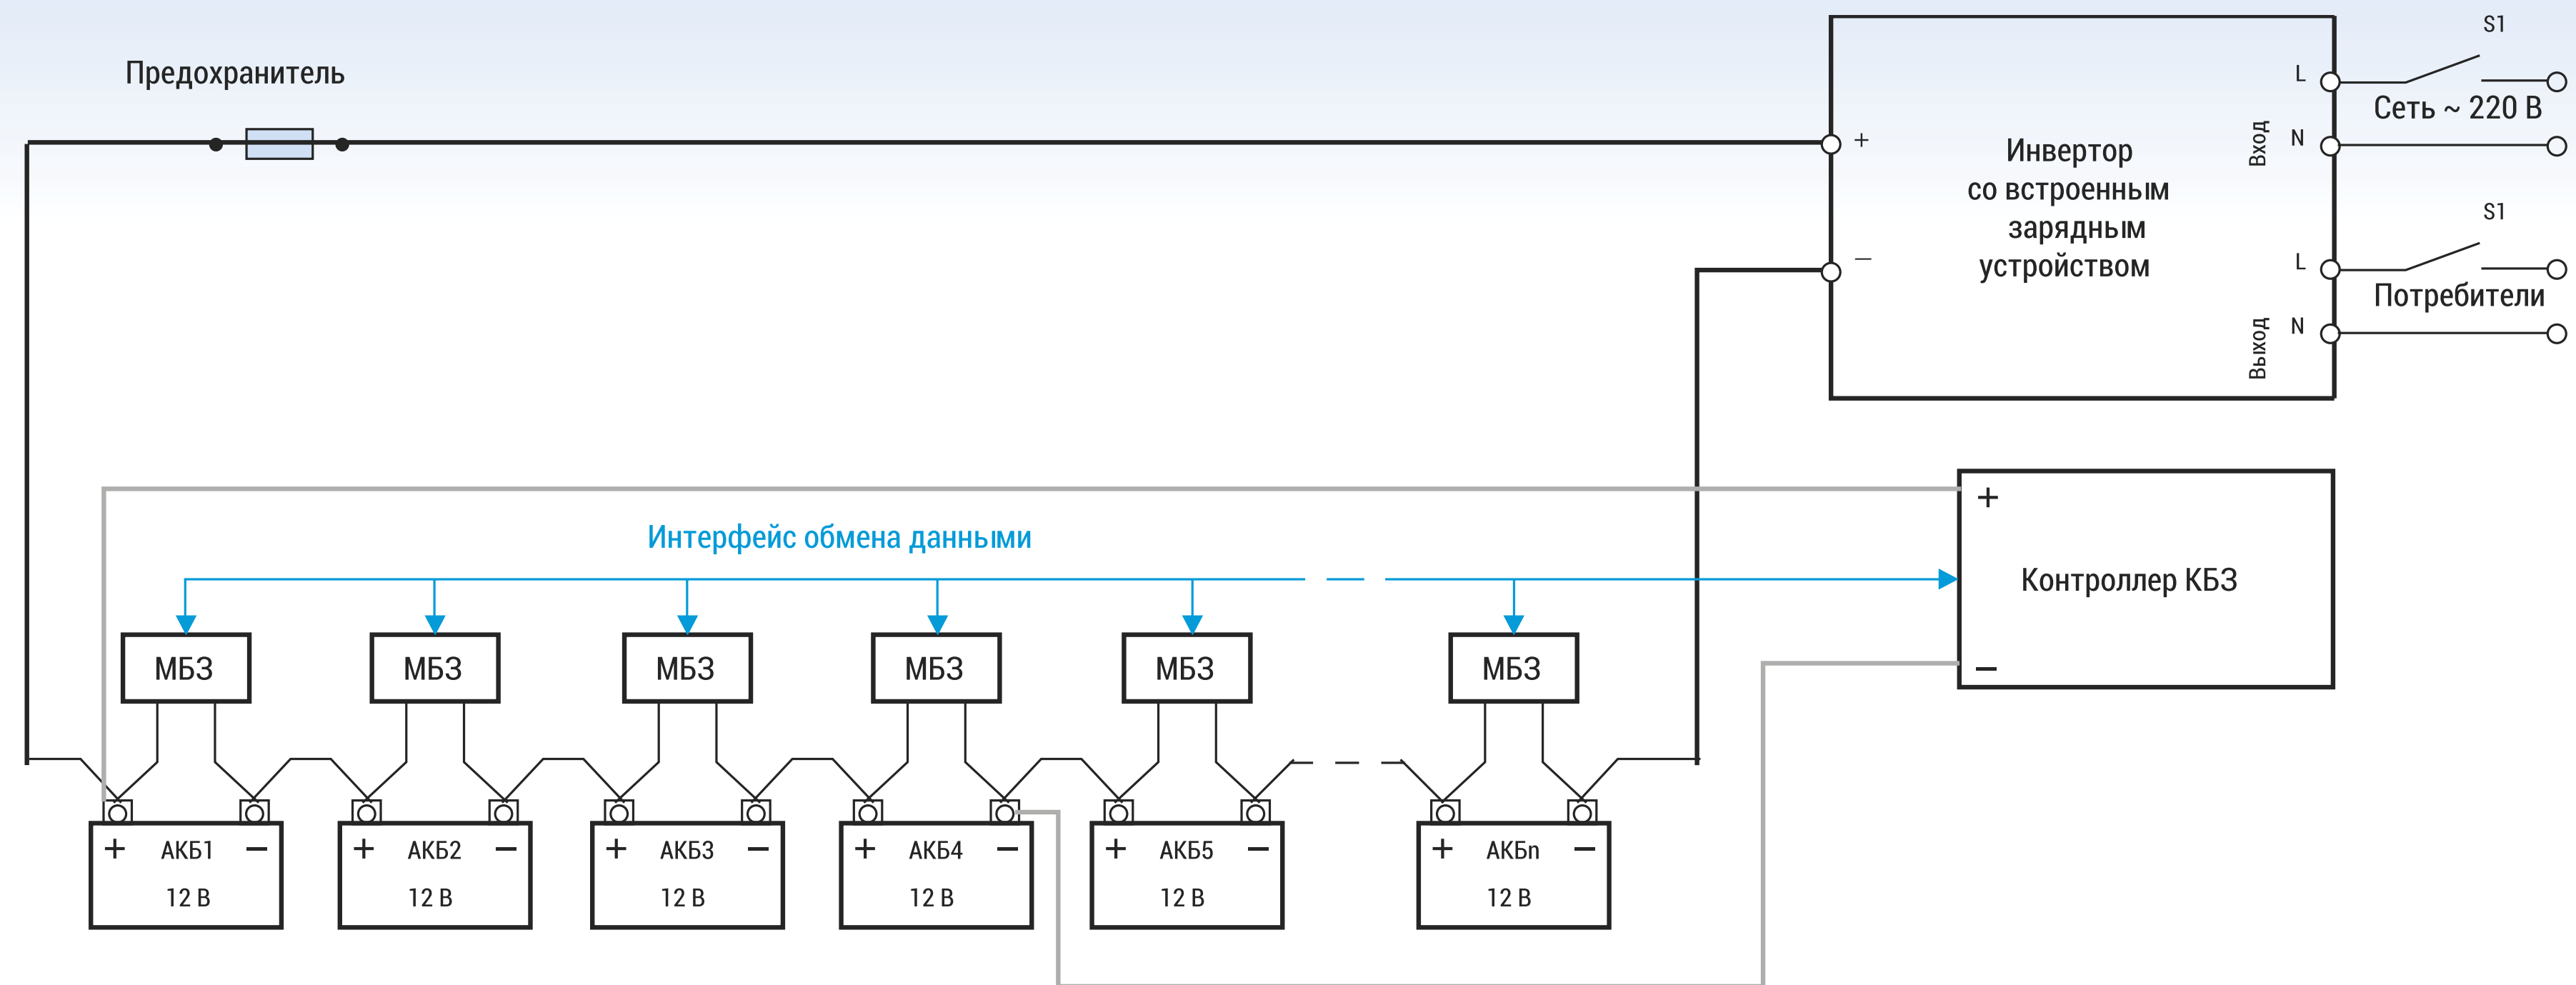 S1
Предохранитель
L
Сеть ~ 220 В
+
Инвертор
со встроенным
зарядным
устройством
Вход
N
S1
–
L
Потребители
Выход
N
+
Интерфейс обмена данными
Контроллер КБЗ
–
МБЗ
МБЗ
МБЗ
МБЗ
МБЗ
МБЗ
+ АКБ1 –
12 В
+ АКБ2 –
12 В
+ АКБ3 –
12 В
+ АКБ4 –
12 В
+ АКБ5 –
12 В
+ АКБn –
12 В